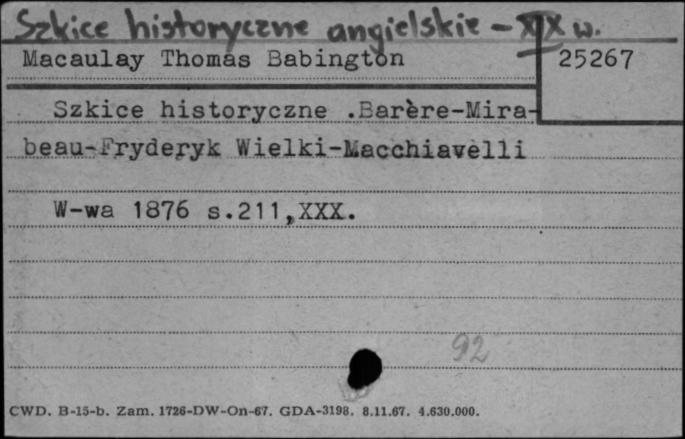 Szkice historyczne angielskie - XIX w.
Macaulay Thomas Babington
25267
Szkice historyczne .Barère-Mira-
beau-Fryderyk Wielki-Macchiavelli
W-wa 1876 s.211,XXX.
92
CWD. B-15-b. Zam. 1726-DW-On-67. GDA-3198. 8.11.67. 4.630.000.